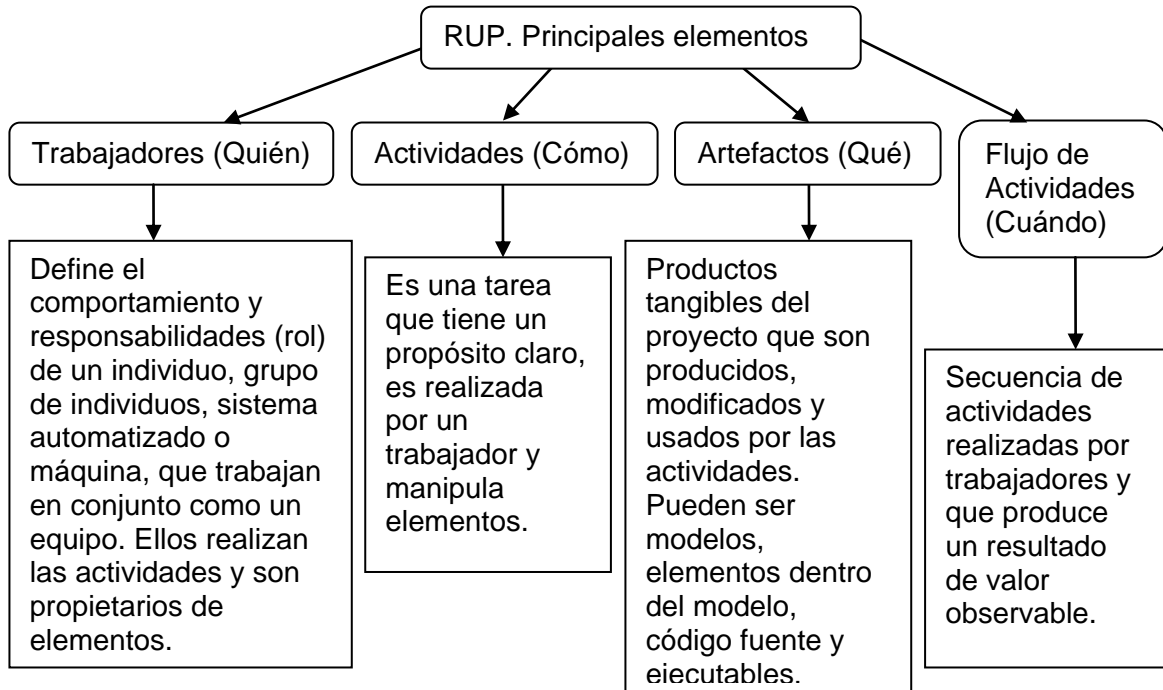 RUP. Principales elementos
Trabajadores (Quién)
Actividades (Cómo)
Artefactos (Qué)
Flujo de
Actividades
(Cuándo)
Define el
comportamiento y
responsabilidades (rol)
de un individuo, grupo
de individuos, sistema
automatizado o
máquina, que trabajan
en conjunto como un
equipo. Ellos realizan
las actividades y son
propietarios de
elementos.
Es una tarea
que tiene un
propósito claro,
es realizada
por un
trabajador y
manipula
elementos.
Productos
tangibles del
proyecto que son
producidos,
modificados y
usados por las
actividades.
Pueden ser
modelos,
elementos dentro
del modelo,
código fuente y
ejecutables.
Secuencia de
actividades
realizadas por
trabajadores y
que produce
un resultado
de valor
observable.